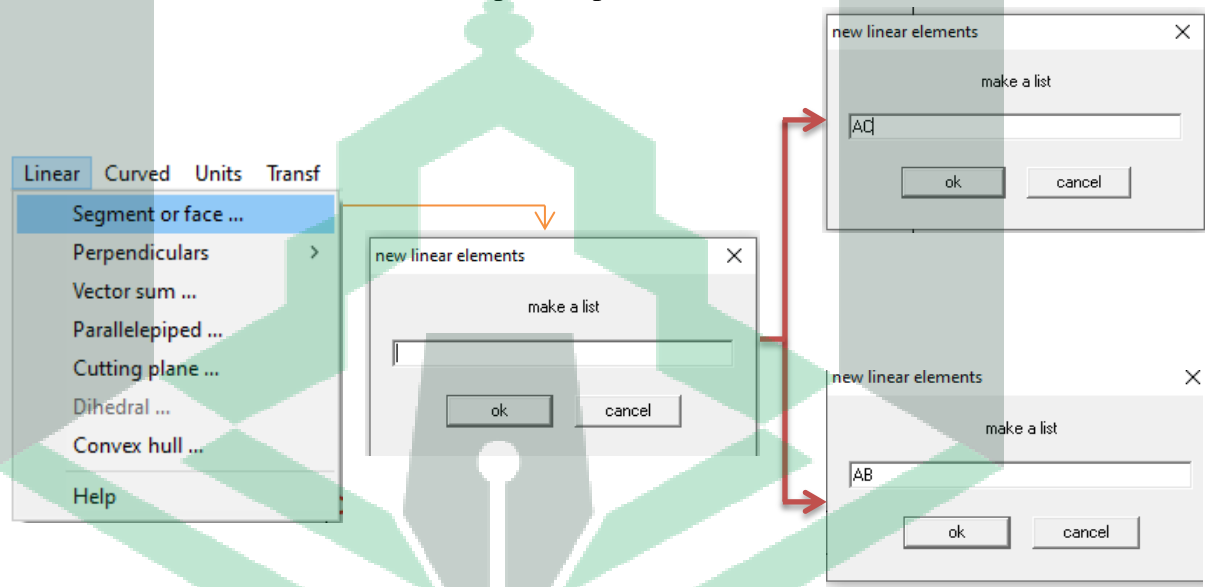 Linear Curved Units Transf
Segment or face ...
Perpendiculars >
Vector sum ...
Parallelepiped ...
Cutting plane ...
Dihedral ...
Convex hull ...
Help
new linear elements
make a list
ok cancel
new linear elements
make a list
AC
ok cancel
new linear elements
make a list
AB
ok cancel